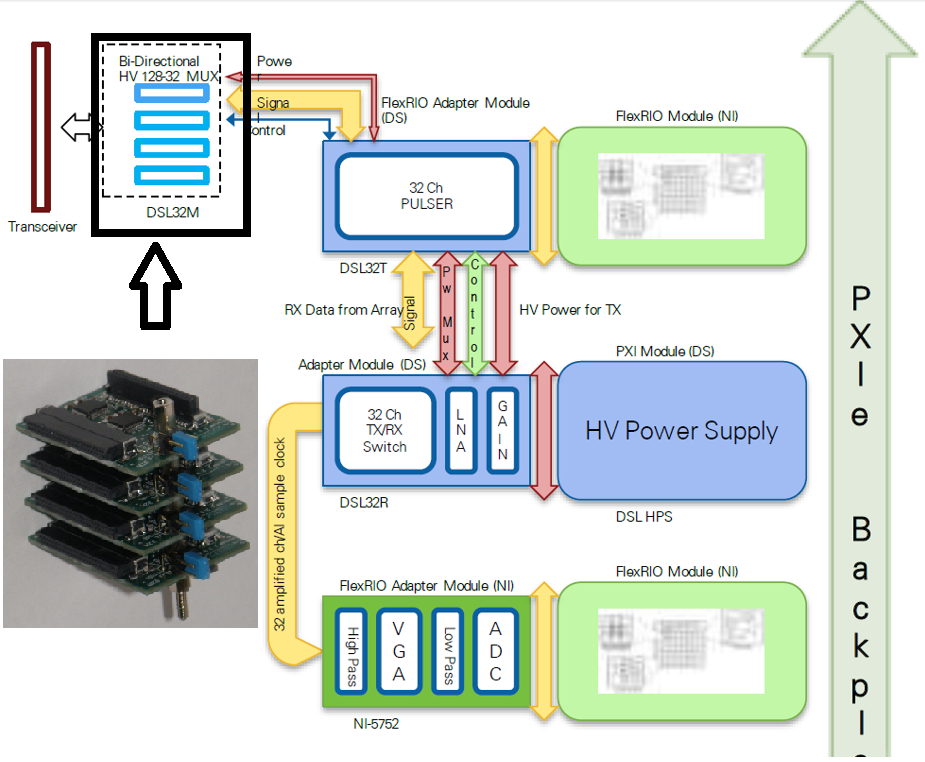 Bi-Directional
HV 128-32 MUX
Powe
r
Signa
l
Control
FlexRIO Adapter Module
(DS)
FlexRIO Module (NI)
32 Ch
PULSER
Transceiver
DSL32M
DSL32T
RX Data from Array
Signal
Pw Mux
Control
HV Power for TX
Adapter Module (DS)
PXI Module (DS)
32 Ch
TX/RX
Switch
LNA
GAIN
HV Power Supply
DSL32R
DSL HPS
32 amplified ch/AI sample clock
FlexRIO Adapter Module (NI)
FlexRIO Module (NI)
High Pass
VGA
Low Pass
ADC
NI-5752
PXIe Backpl